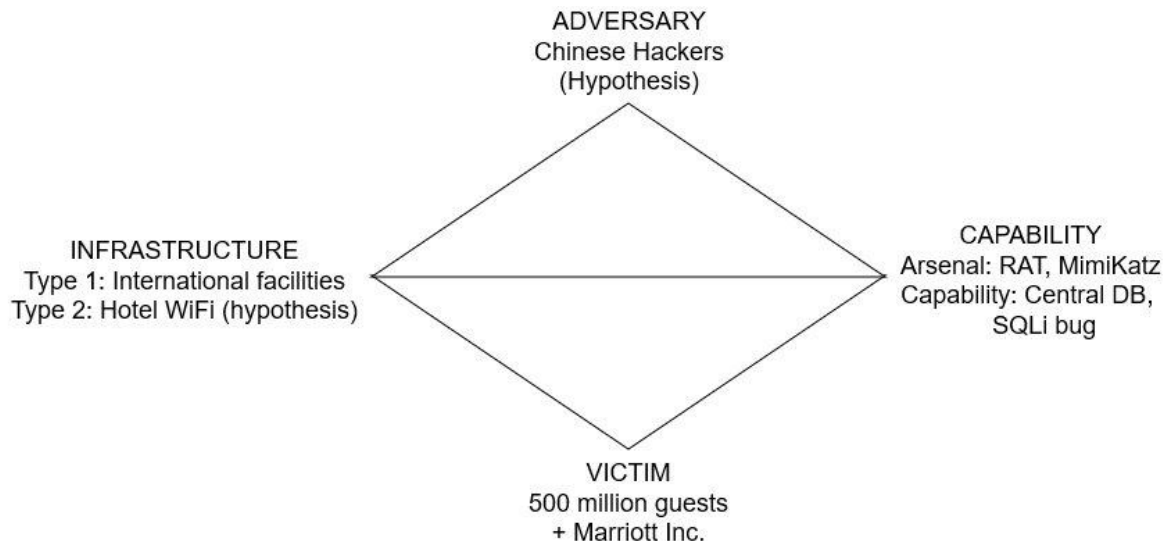 ADVERSARY
Chinese Hackers
(Hypothesis)
INFRASTRUCTURE
Type 1: International facilities
Type 2: Hotel WiFi (hypothesis)
CAPABILITY
Arsenal: RAT, MimiKatz
Capability: Central DB,
SQLi bug
VICTIM
500 million guests
+ Marriott Inc.